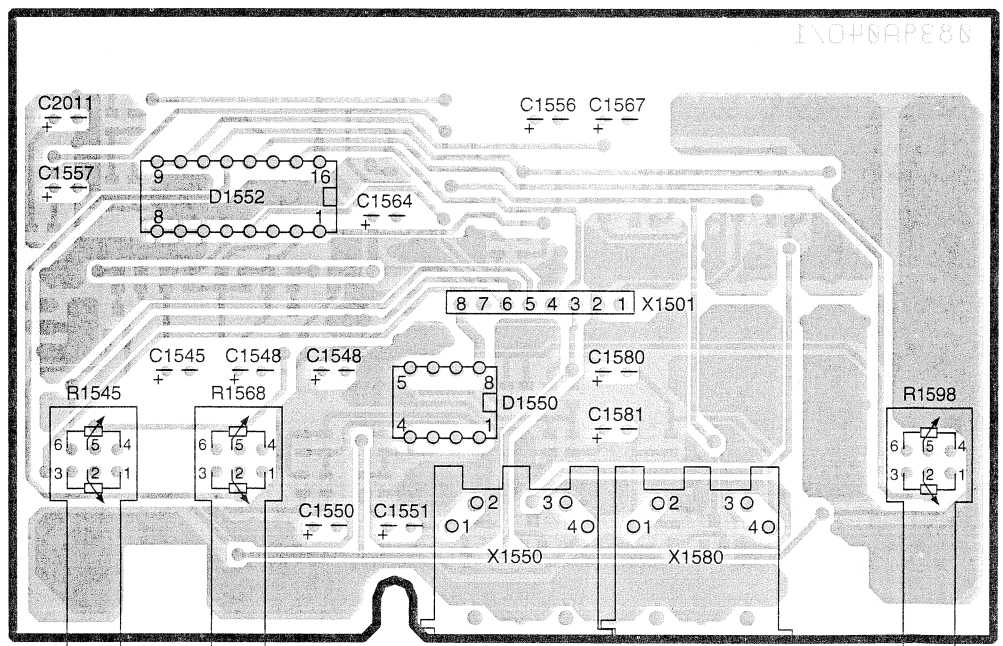 C2011
+
C1556 C1567
+ +
C1557
+
9 16
D1552
8 1
C1564
+
8 7 6 5 4 3 2 1 X1501
C1545 C1548 C1548
+ + +
C1580
+
5 8
D1550
4 1
C1581
+
R1545
6 5 4
3 2 1
R1568
6 5 4
3 2 1
R1598
6 5 4
3 2 1
C1550 C1551
+ +
2 3
1 4
X1550
2 3
1 4
X1580